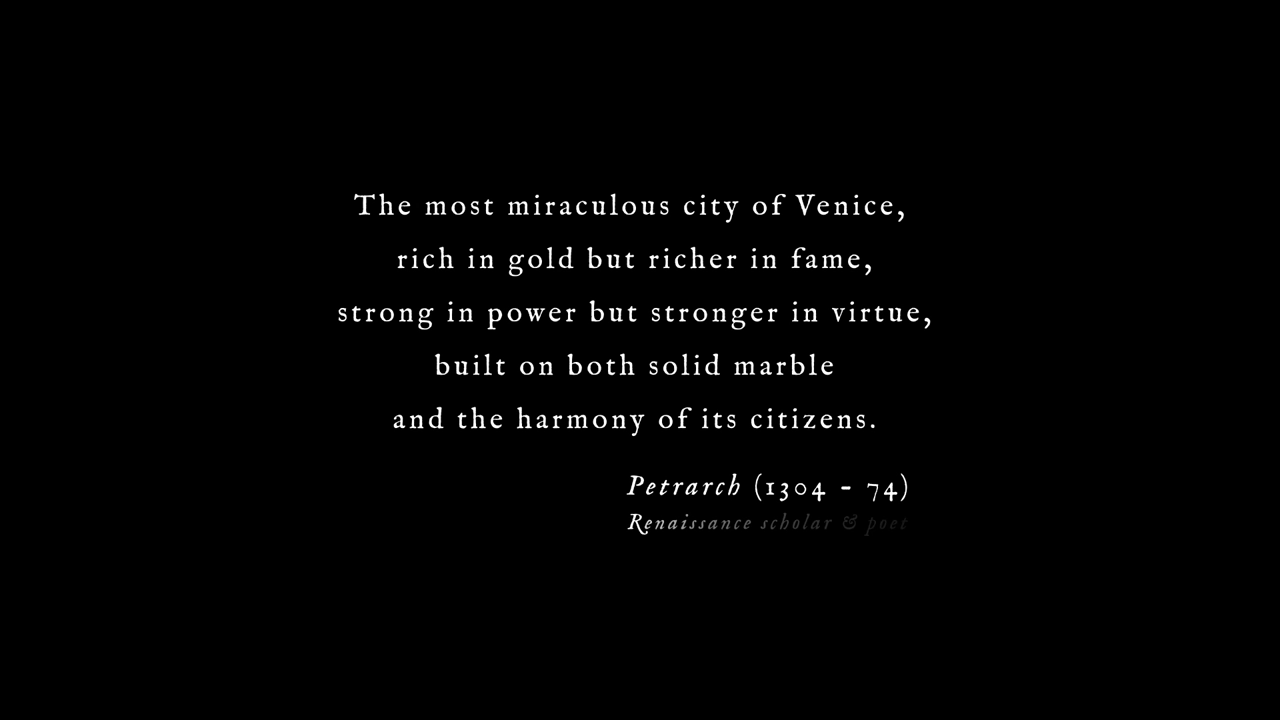 The most miraculous city of Venice,
rich in gold but richer in fame,
strong in power but stronger in virtue,
built on both solid marble
and the harmony of its citizens.
Petrarch (1304 - 74)
Renaissance scholar & poet